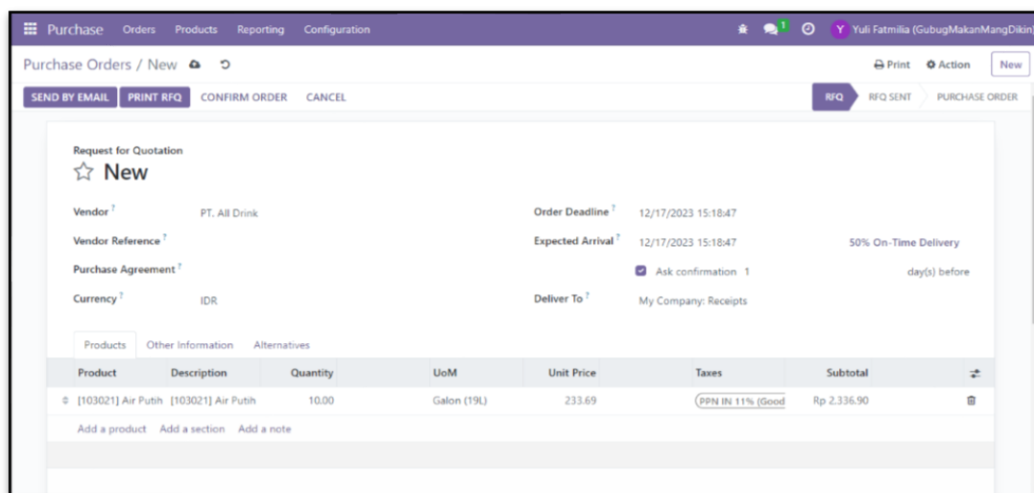 Purchase Orders Products Reporting Configuration 1 Y Yuli Fatmilia (GubugMakanMangDikin)
Purchase Orders / New Print Action New
SEND BY EMAIL PRINT RFQ CONFIRM ORDER CANCEL RFQ RFQ SENT PURCHASE ORDER
Request for Quotation
New
Vendor ? PT. All Drink Order Deadline ? 12/17/2023 15:18:47
Vendor Reference ? Expected Arrival ? 12/17/2023 15:18:47 50% On-Time Delivery
Purchase Agreement ? Ask confirmation 1 day(s) before
Currency ? IDR Deliver To ? My Company: Receipts
Products Other Information Alternatives
Product Description Quantity UoM Unit Price Taxes Subtotal
[103021] Air Putih [103021] Air Putih 10.00 Galon (19L) 233.69 PPN IN 11% (Good Rp 2.336.90
Add a product Add a section Add a note